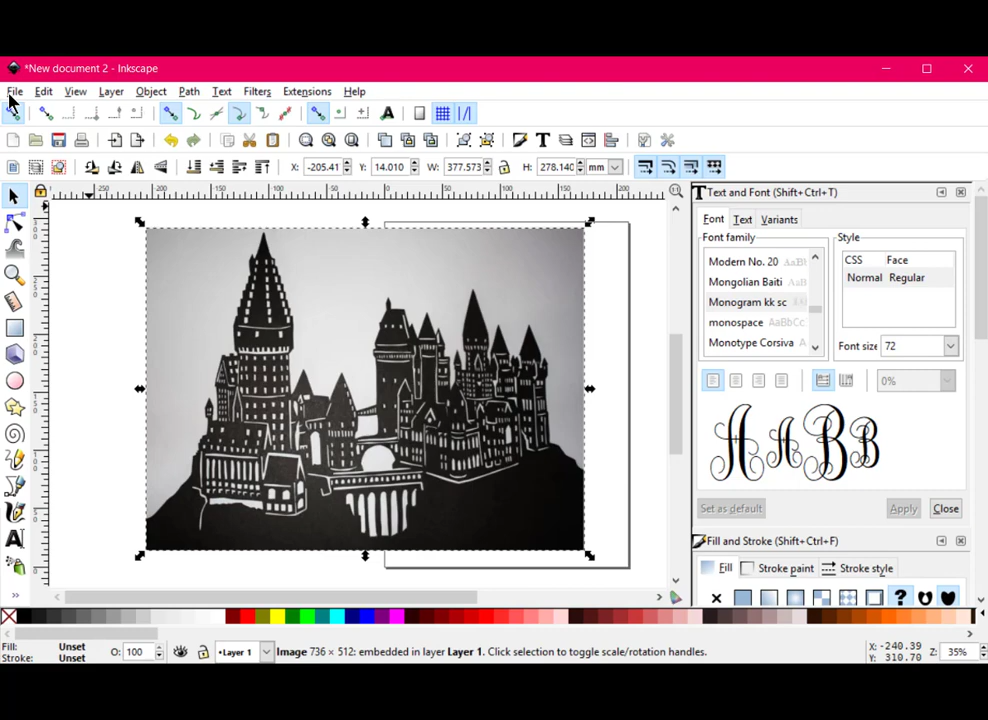 *New document 2 - Inkscape
File Edit View Layer Object Path Text Filters Extensions Help
X: -205.41 Y: 14.010 W: 377.573 H: 278.140 mm
Text and Font (Shift+Ctrl+T)
Font Text Variants
Font family Style
Modern No. 20
Mongolian Baiti
Monogram kk sc
monospace AaBbCc
Monotype Corsiva
CSS Face
Normal Regular
Font size 72
0%
AABB
Set as default Apply Close
Fill and Stroke (Shift+Ctrl+F)
Fill Stroke paint Stroke style
Fill: Unset
Stroke: Unset
O: 100
•Layer 1
Image 736 × 512: embedded in layer Layer 1. Click selection to toggle scale/rotation handles.
X: -240.39
Y: 310.70
Z: 35%